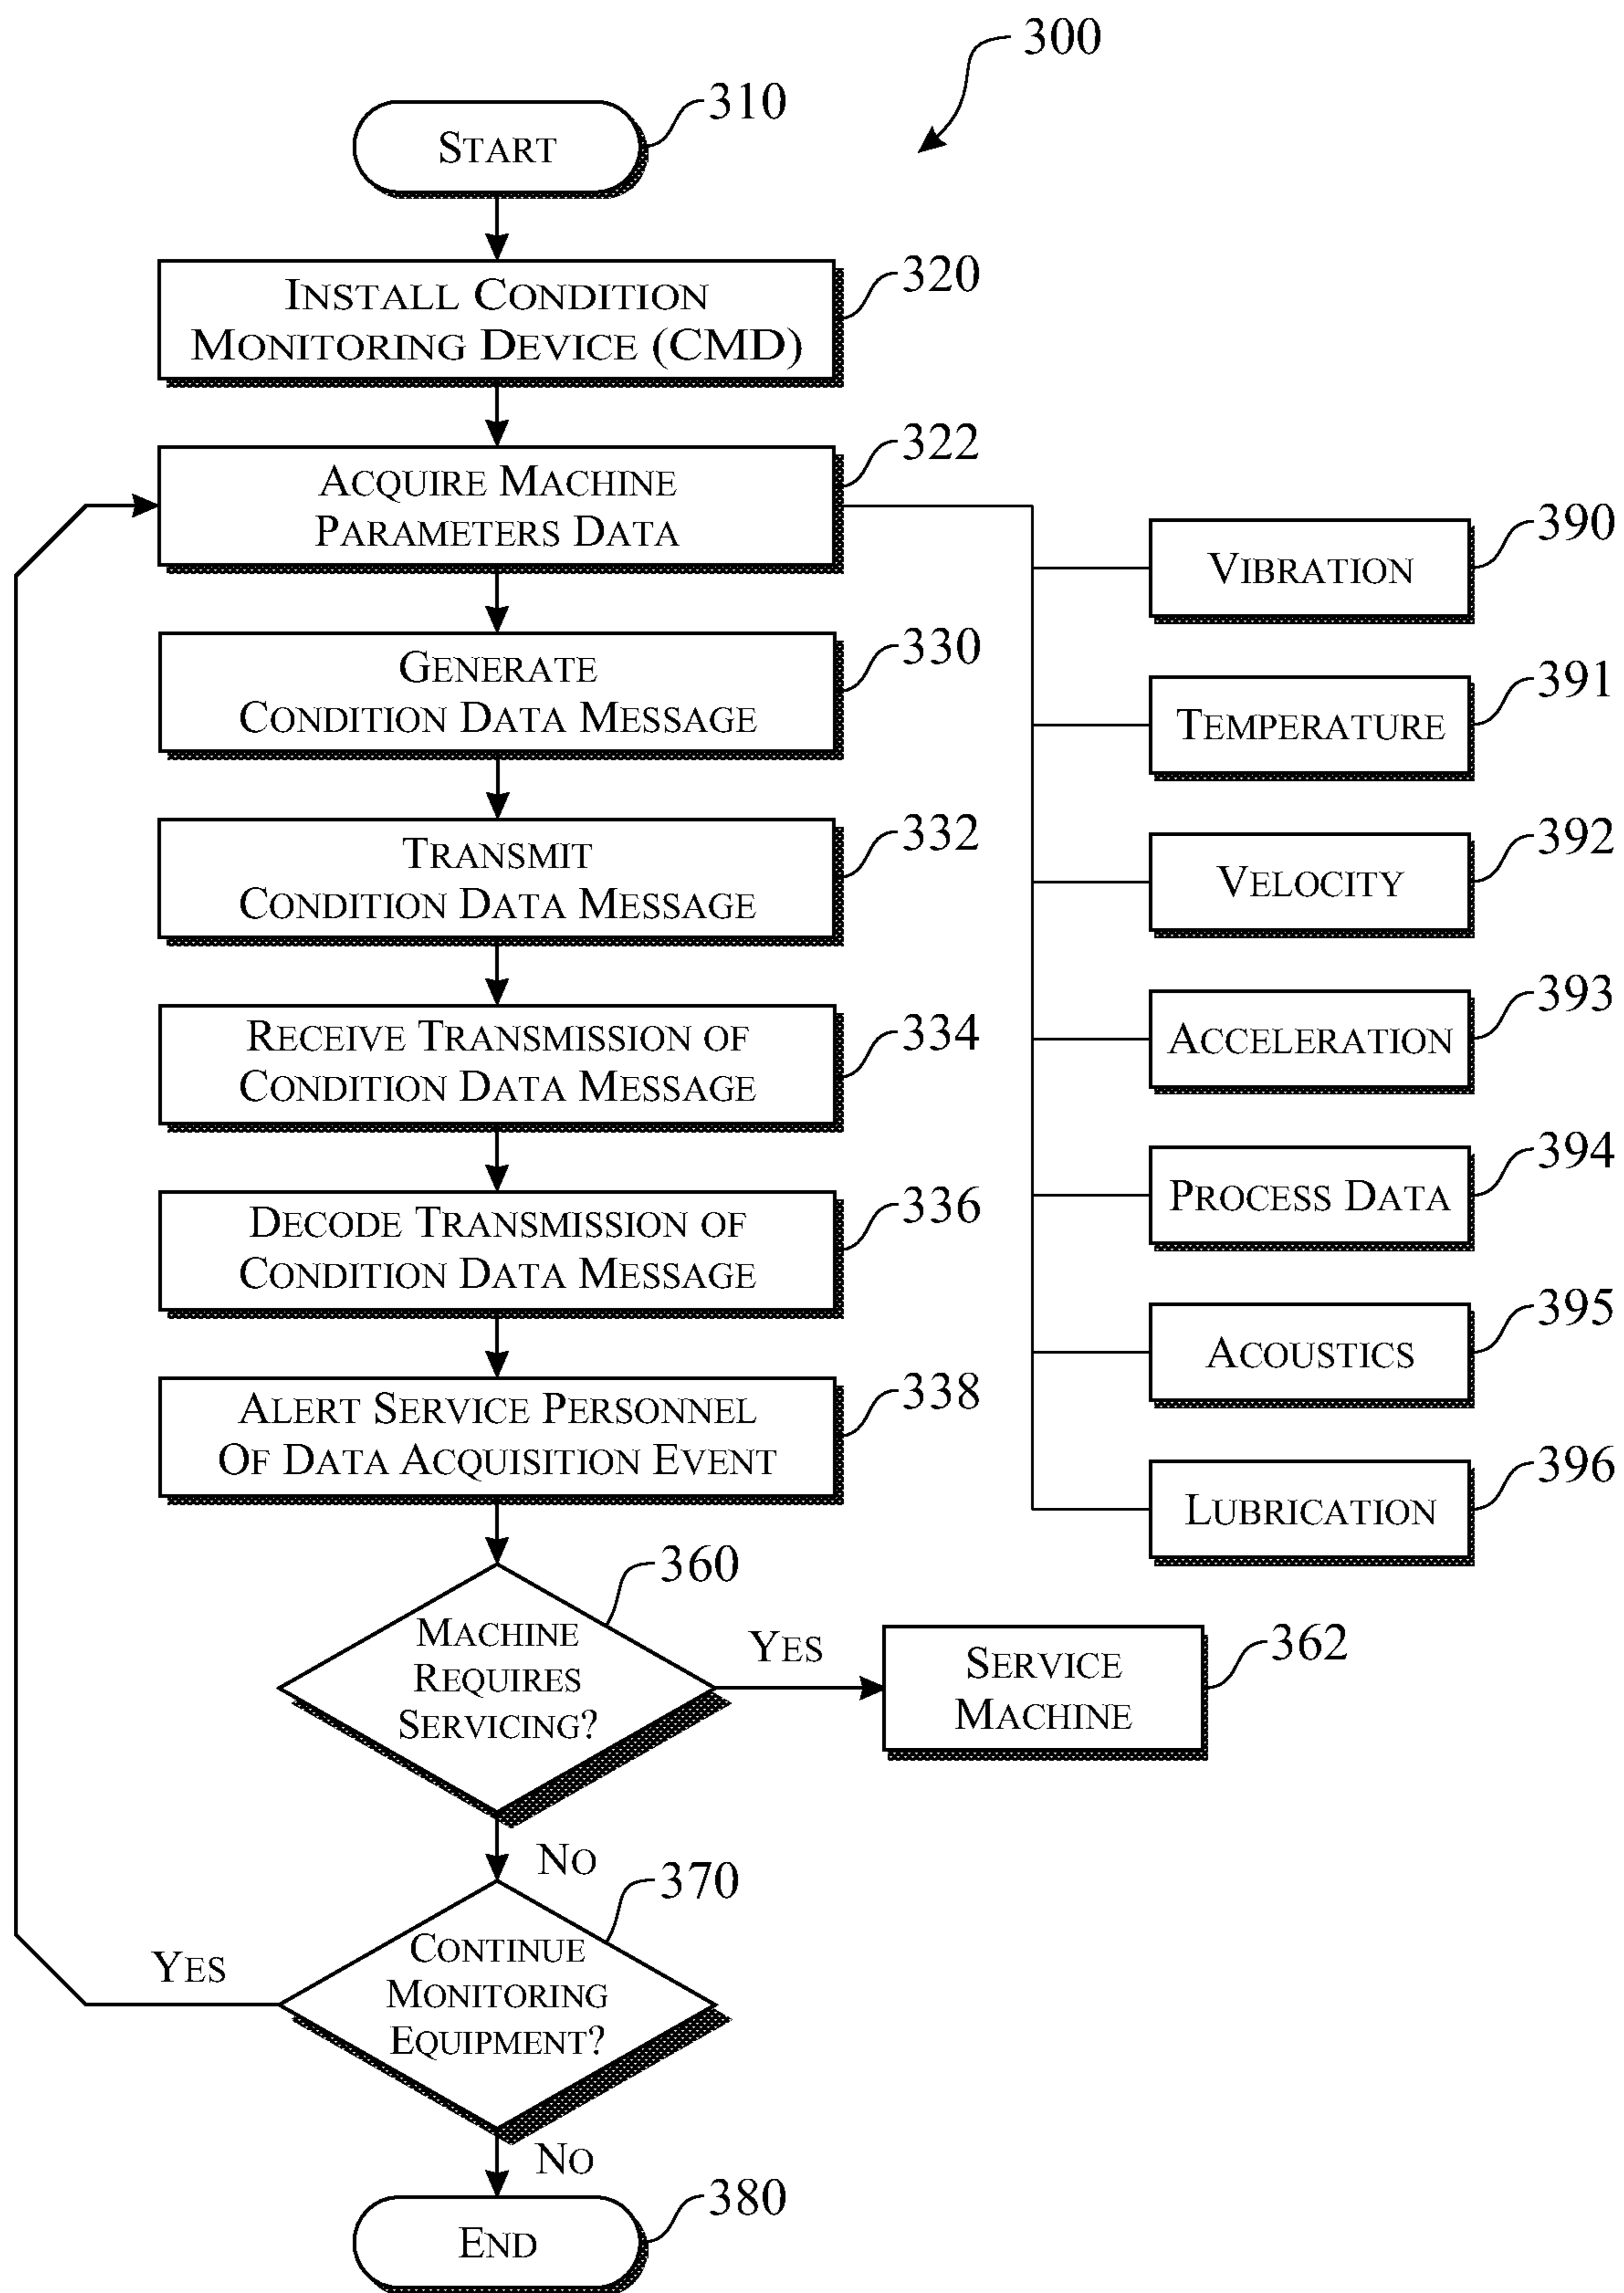 300
310
START
320
INSTALL CONDITION
MONITORING DEVICE (CMD)
322
ACQUIRE MACHINE
PARAMETERS DATA
390
VIBRATION
330
GENERATE
CONDITION DATA MESSAGE
391
TEMPERATURE
332
TRANSMIT
CONDITION DATA MESSAGE
392
VELOCITY
334
RECEIVE TRANSMISSION OF
CONDITION DATA MESSAGE
393
ACCELERATION
336
DECODE TRANSMISSION OF
CONDITION DATA MESSAGE
394
PROCESS DATA
395
ACOUSTICS
338
ALERT SERVICE PERSONNEL
OF DATA ACQUISITION EVENT
396
LUBRICATION
360
MACHINE
REQUIRES
SERVICING?
YES
362
SERVICE
MACHINE
NO
370
CONTINUE
MONITORING
EQUIPMENT?
YES
NO
380
END